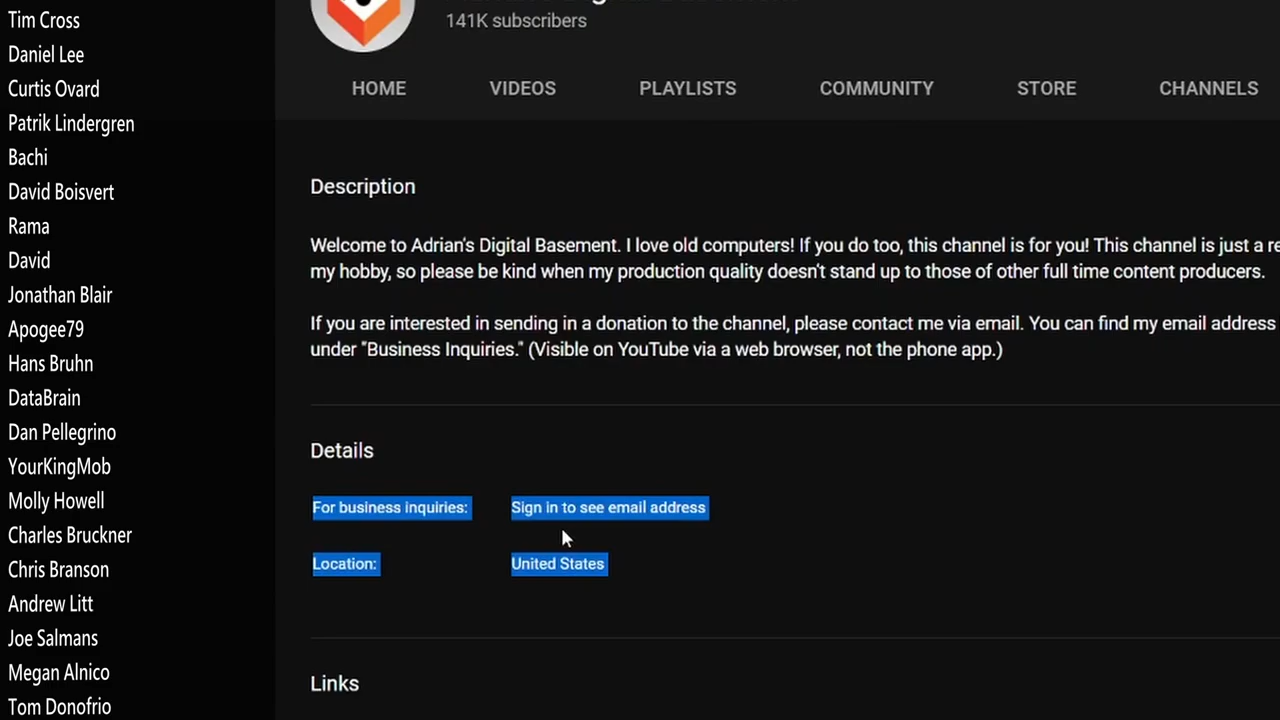 Tim Cross
Daniel Lee
Curtis Ovard
Patrik Lindergren
Bachi
David Boisvert
Rama
David
Jonathan Blair
Apogee79
Hans Bruhn
DataBrain
Dan Pellegrino
YourKingMob
Molly Howell
Charles Bruckner
Chris Branson
Andrew Litt
Joe Salmans
Megan Alnico
Tom Donofrio
141K subscribers
HOME VIDEOS PLAYLISTS COMMUNITY STORE CHANNELS
Description
Welcome to Adrian's Digital Basement. I love old computers! If you do too, this channel is for you! This channel is just a re
my hobby, so please be kind when my production quality doesn't stand up to those of other full time content producers.
If you are interested in sending in a donation to the channel, please contact me via email. You can find my email address
under "Business Inquiries." (Visible on YouTube via a web browser, not the phone app.)
Details
For business inquiries: Sign in to see email address
Location: United States
Links